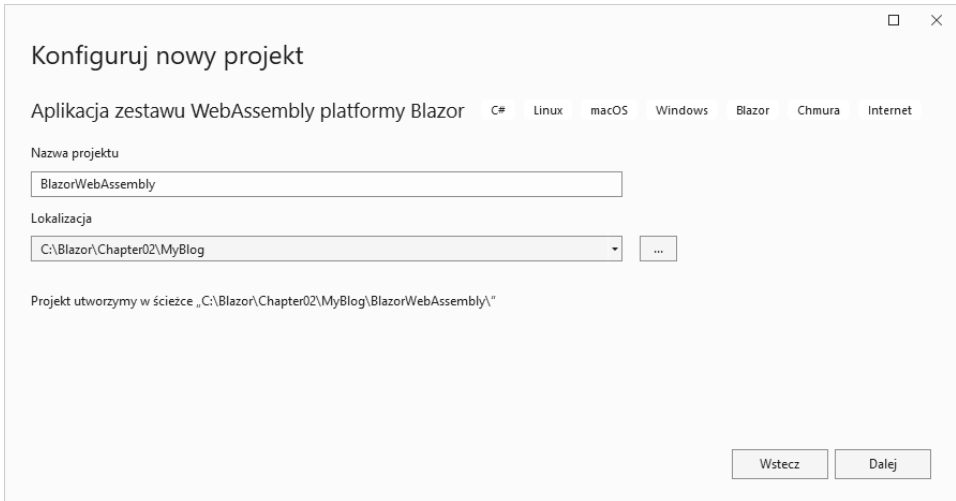 Konfiguruj nowy projekt
Aplikacja zestawu WebAssembly platformy Blazor C# Linux macOS Windows Blazor Chmura Internet
Nazwa projektu
BlazorWebAssembly
Lokalizacja
C:\Blazor\Chapter02\MyBlog ...
Projekt utworzymy w ścieżce „C:\Blazor\Chapter02\MyBlog\BlazorWebAssembly\“
Wstecz Dalej